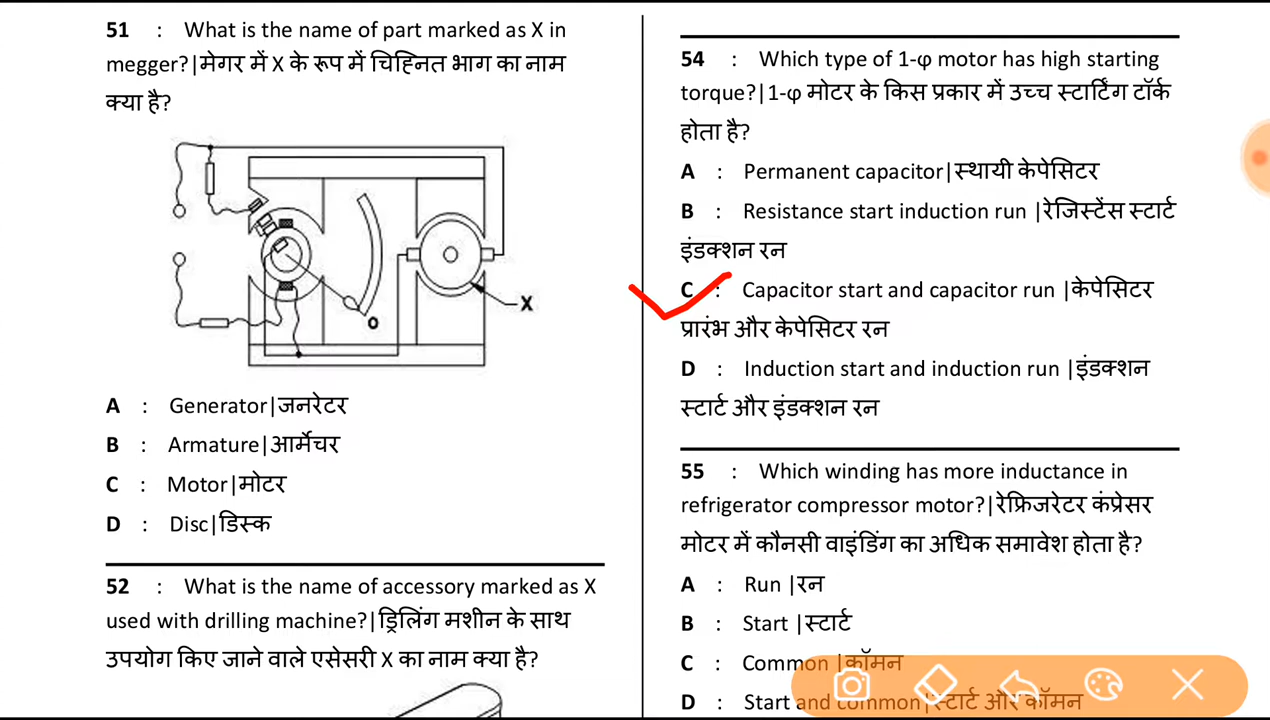 51 : What is the name of part marked as X in
megger?|मेगर में X के रूप में चिह्नित भाग का नाम
क्या है?
X
O
A : Generator|जनरेटर
B : Armature|आर्मेचर
C : Motor|मोटर
D : Disc|डिस्क
52 : What is the name of accessory marked as X
used with drilling machine?|ड्रिलिंग मशीन के साथ
उपयोग किए जाने वाले एसेसरी X का नाम क्या है?
54 : Which type of 1-φ motor has high starting
torque?|1-φ मोटर के किस प्रकार में उच्च स्टार्टिंग टॉर्क
होता है?
A : Permanent capacitor|स्थायी केपेसिटर
B : Resistance start induction run |रेजिस्टेंस स्टार्ट
इंडक्शन रन
C : Capacitor start and capacitor run |केपेसिटर
प्रारंभ और केपेसिटर रन
D : Induction start and induction run |इंडक्शन
स्टार्ट और इंडक्शन रन
55 : Which winding has more inductance in
refrigerator compressor motor?|रेफ्रिजरेटर कंप्रेसर
मोटर में कौनसी वाइंडिंग का अधिक समावेश होता है?
A : Run |रन
B : Start |स्टार्ट
C : Common |कॉमन
D : Start and common|स्टार्ट और कॉमन